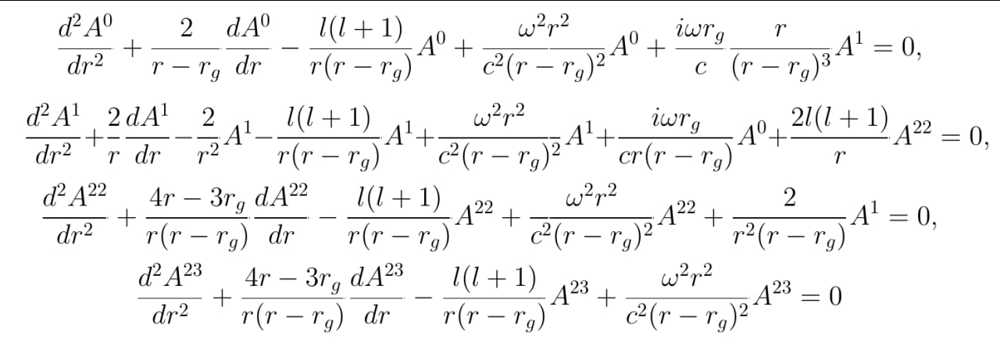 \frac{d^2A^0}{dr^2} + \frac{2}{r-r_g}\frac{dA^0}{dr} - \frac{l(l+1)}{r(r-r_g)}A^0 + \frac{\omega^2r^2}{c^2(r-r_g)^2}A^0 + \frac{i\omega r_g}{c}\frac{r}{(r-r_g)^3}A^1 = 0,
\frac{d^2A^1}{dr^2} + \frac{2}{r}\frac{dA^1}{dr} - \frac{2}{r^2}A^1 - \frac{l(l+1)}{r(r-r_g)}A^1 + \frac{\omega^2r^2}{c^2(r-r_g)^2}A^1 + \frac{i\omega r_g}{cr(r-r_g)}A^0 + \frac{2l(l+1)}{r}A^{22} = 0,
\frac{d^2A^{22}}{dr^2} + \frac{4r-3r_g}{r(r-r_g)}\frac{dA^{22}}{dr} - \frac{l(l+1)}{r(r-r_g)}A^{22} + \frac{\omega^2r^2}{c^2(r-r_g)^2}A^{22} + \frac{2}{r^2(r-r_g)}A^1 = 0,
\frac{d^2A^{23}}{dr^2} + \frac{4r-3r_g}{r(r-r_g)}\frac{dA^{23}}{dr} - \frac{l(l+1)}{r(r-r_g)}A^{23} + \frac{\omega^2r^2}{c^2(r-r_g)^2}A^{23} = 0